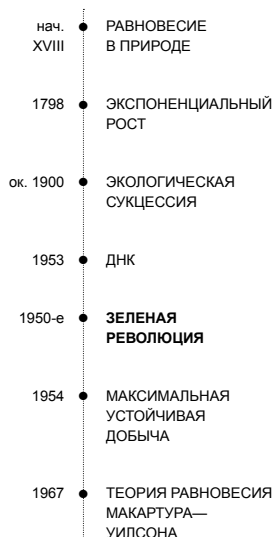 нач.
XVIII
РАВНОВЕСИЕ
В ПРИРОДЕ
1798
ЭКСПОНЕНЦИАЛЬНЫЙ
РОСТ
ок. 1900
ЭКОЛОГИЧЕСКАЯ
СУКЦЕССИЯ
1953
ДНК
1950-е
ЗЕЛЕНАЯ
РЕВОЛЮЦИЯ
1954
МАКСИМАЛЬНАЯ
УСТОЙЧИВАЯ
ДОБЫЧА
1967
ТЕОРИЯ РАВНОВЕСИЯ
МАКАРТУРА—
УИЛСОНА